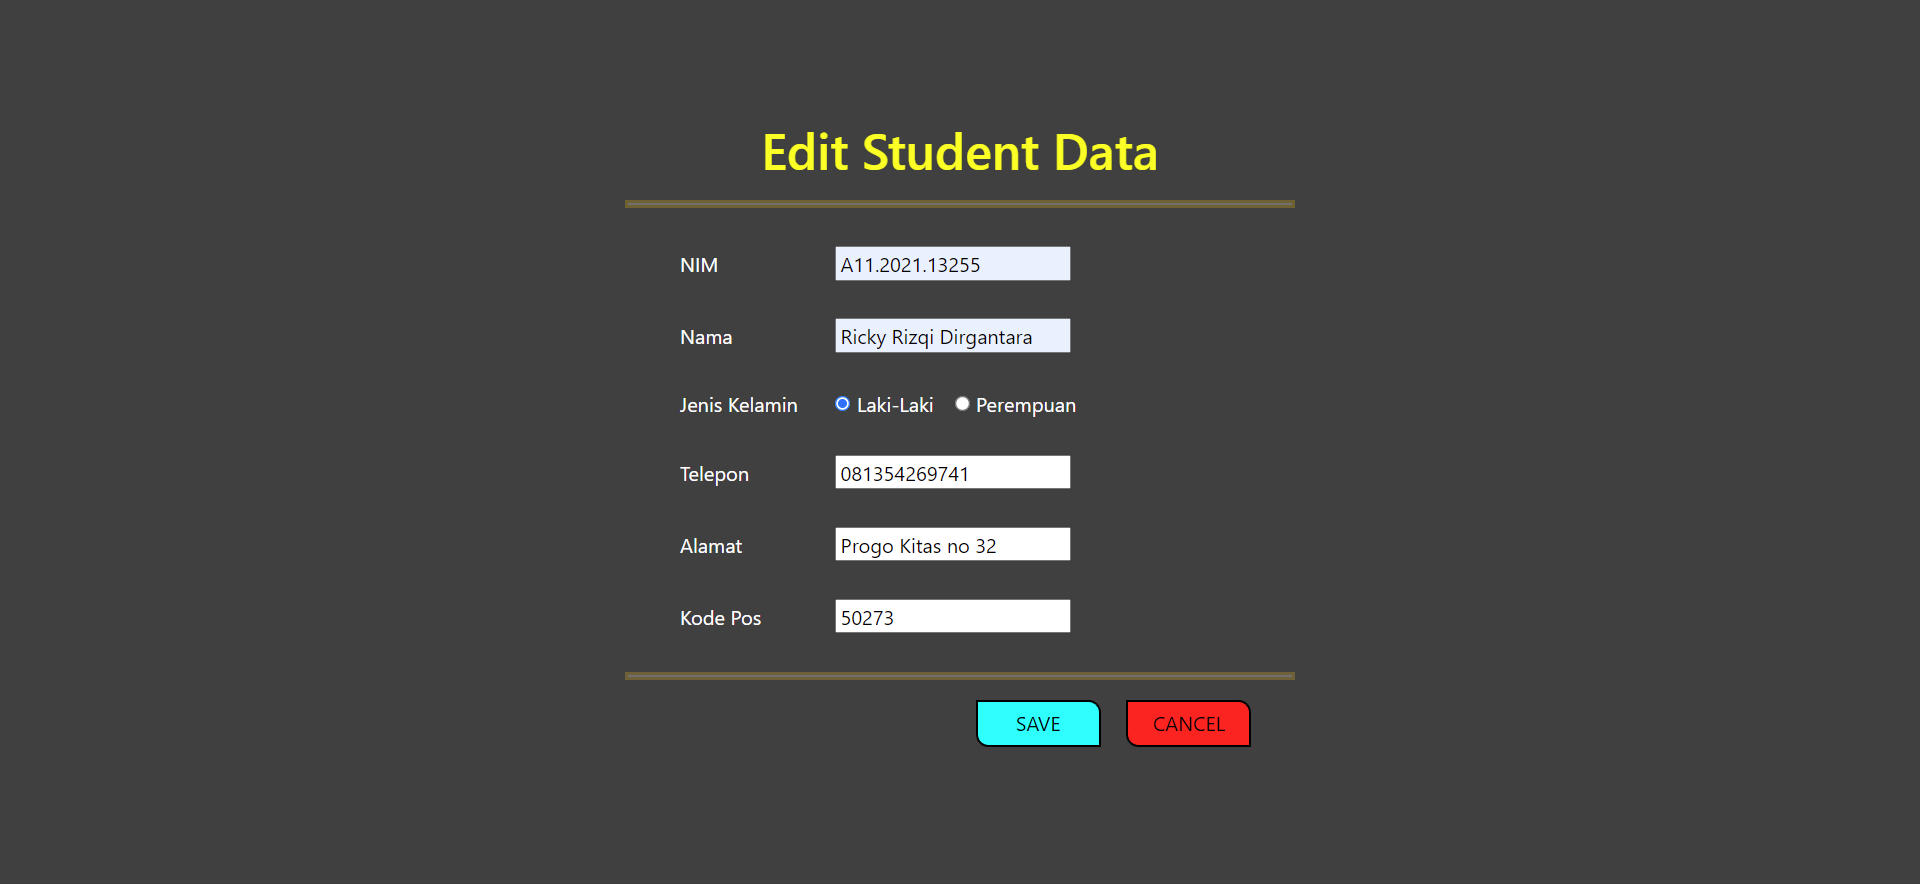 Edit Student Data
NIM A11.2021.13255
Nama Ricky Rizqi Dirgantara
Jenis Kelamin Laki-Laki Perempuan
Telepon 081354269741
Alamat Progo Kitas no 32
Kode Pos 50273
SAVE CANCEL